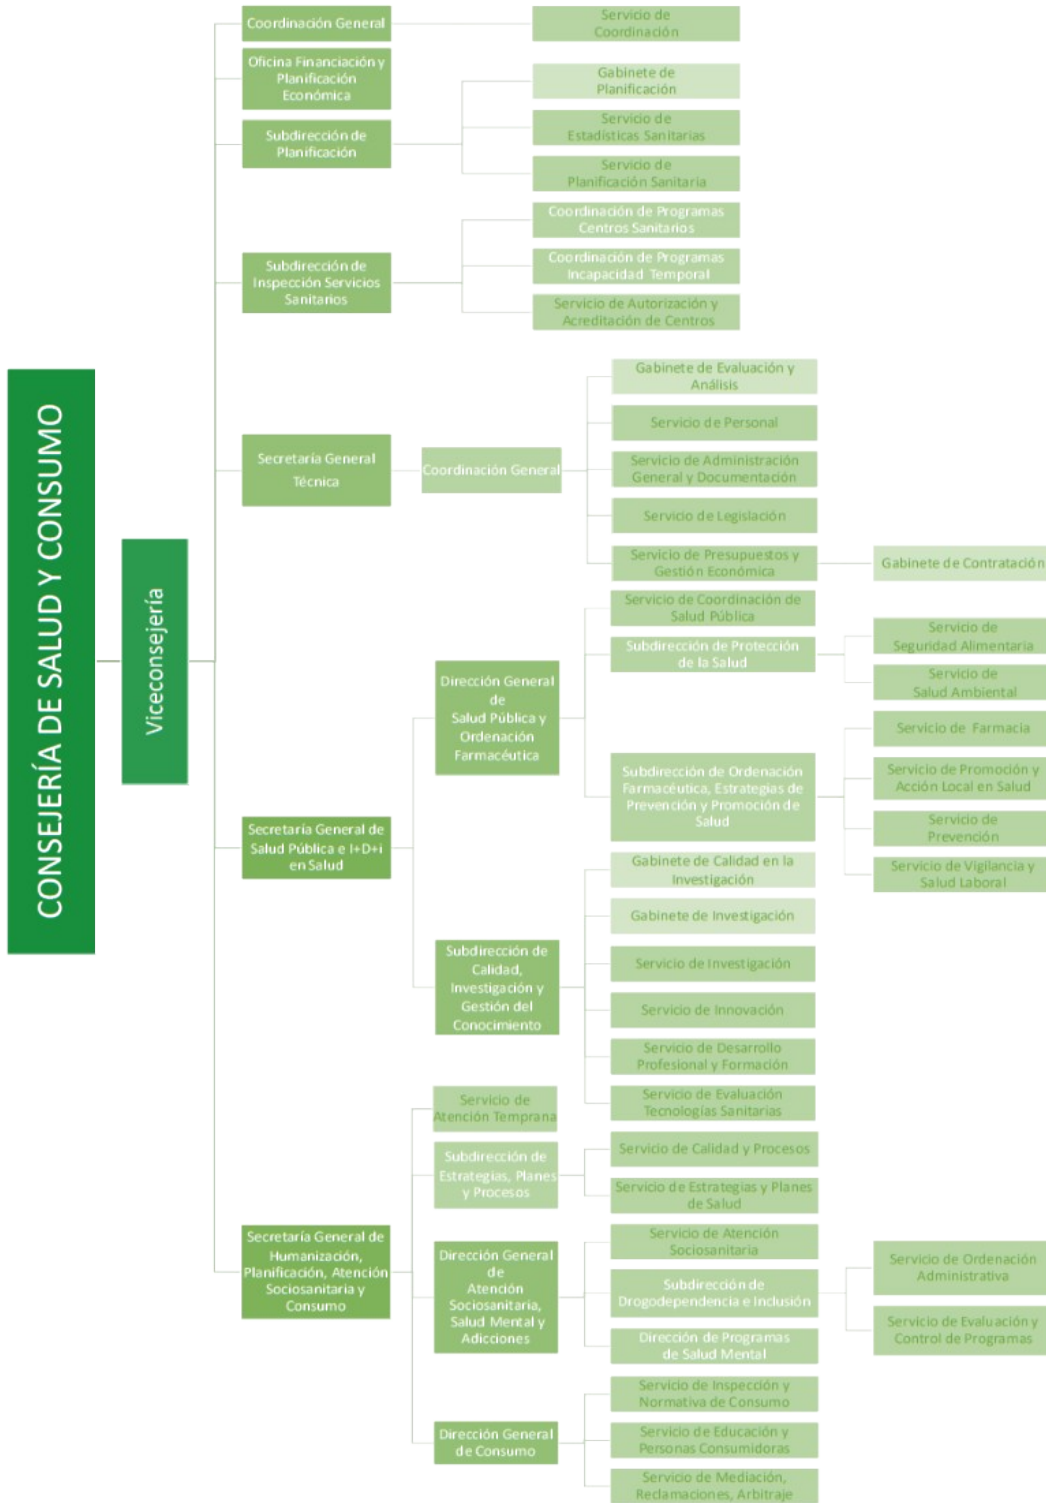 CONSEJERÍA DE SALUD Y CONSUMO
Viceconsejería
Coordinación General
Servicio de
Coordinación
Oficina Financiación y
Planificación
Económica
Subdirección de
Planificación
Gabinete de
Planificación
Servicio de
Estadísticas Sanitarias
Servicio de
Planificación Sanitaria
Subdirección de
Inspección Servicios
Sanitarios
Coordinación de Programas
Centros Sanitarios
Coordinación de Programas
Incapacidad Temporal
Servicio de Autorización y
Acreditación de Centros
Secretaría General
Técnica
Coordinación General
Gabinete de Evaluación y
Análisis
Servicio de Personal
Servicio de Administración
General y Documentación
Servicio de Legislación
Servicio de Presupuestos y
Gestión Económica
Gabinete de Contratación
Secretaría General de
Salud Pública e I+D+i
en Salud
Dirección General
de
Salud Pública y
Ordenación
Farmacéutica
Servicio de Coordinación de
Salud Pública
Subdirección de Protección
de la Salud
Servicio de
Seguridad Alimentaria
Servicio de
Salud Ambiental
Subdirección de Ordenación
Farmacéutica, Estrategias de
Prevención y Promoción de
Salud
Servicio de Farmacia
Servicio de Promoción y
Acción Local en Salud
Servicio de
Prevención
Servicio de Vigilancia y
Salud Laboral
Subdirección de
Calidad,
Investigación y
Gestión del
Conocimiento
Gabinete de Calidad en la
Investigación
Gabinete de Investigación
Servicio de Investigación
Servicio de Innovación
Servicio de Desarrollo
Profesional y Formación
Servicio de Evaluación
Tecnologías Sanitarias
Secretaría General de
Humanización,
Planificación, Atención
Sociosanitaria y
Consumo
Servicio de
Atención Temprana
Subdirección de
Estrategias, Planes
y Procesos
Servicio de Calidad y Procesos
Servicio de Estrategias y Planes
de Salud
Dirección General
de
Atención
Sociosanitaria,
Salud Mental y
Adicciones
Servicio de Atención
Sociosanitaria
Subdirección de
Drogodependencia e Inclusión
Servicio de Ordenación
Administrativa
Servicio de Evaluación y
Control de Programas
Dirección de Programas
de Salud Mental
Dirección General
de Consumo
Servicio de Inspección y
Normativa de Consumo
Servicio de Educación y
Personas Consumidoras
Servicio de Mediación,
Reclamaciones, Arbitraje